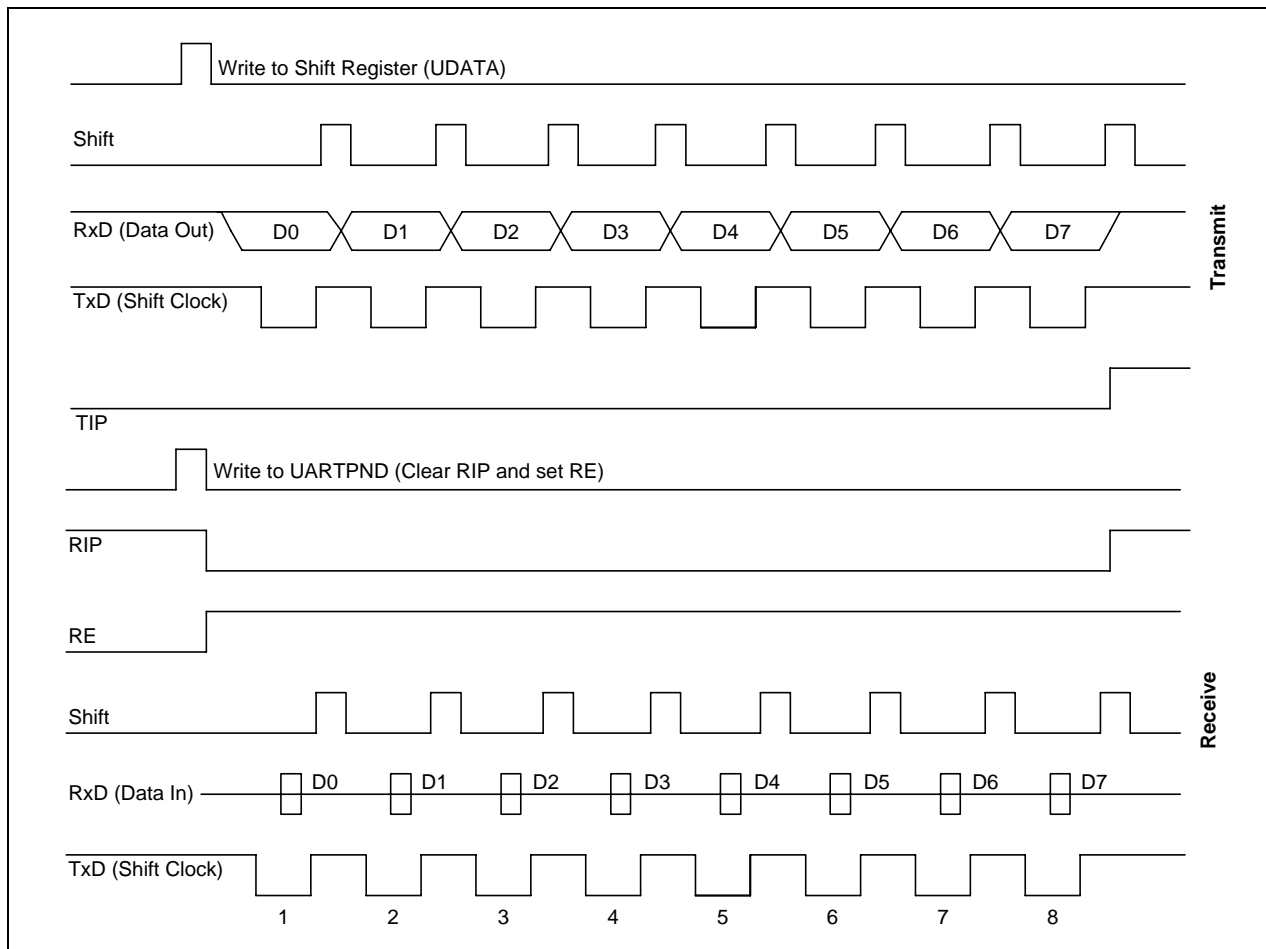 Write to Shift Register (UDATA)
Shift
RxD (Data Out)
D0 D1 D2 D3 D4 D5 D6 D7
TxD (Shift Clock)
TIP
Transmit
Write to UARTPND (Clear RIP and set RE)
RIP
RE
Shift
RxD (Data In)
D0 D1 D2 D3 D4 D5 D6 D7
TxD (Shift Clock)
1 2 3 4 5 6 7 8
Receive